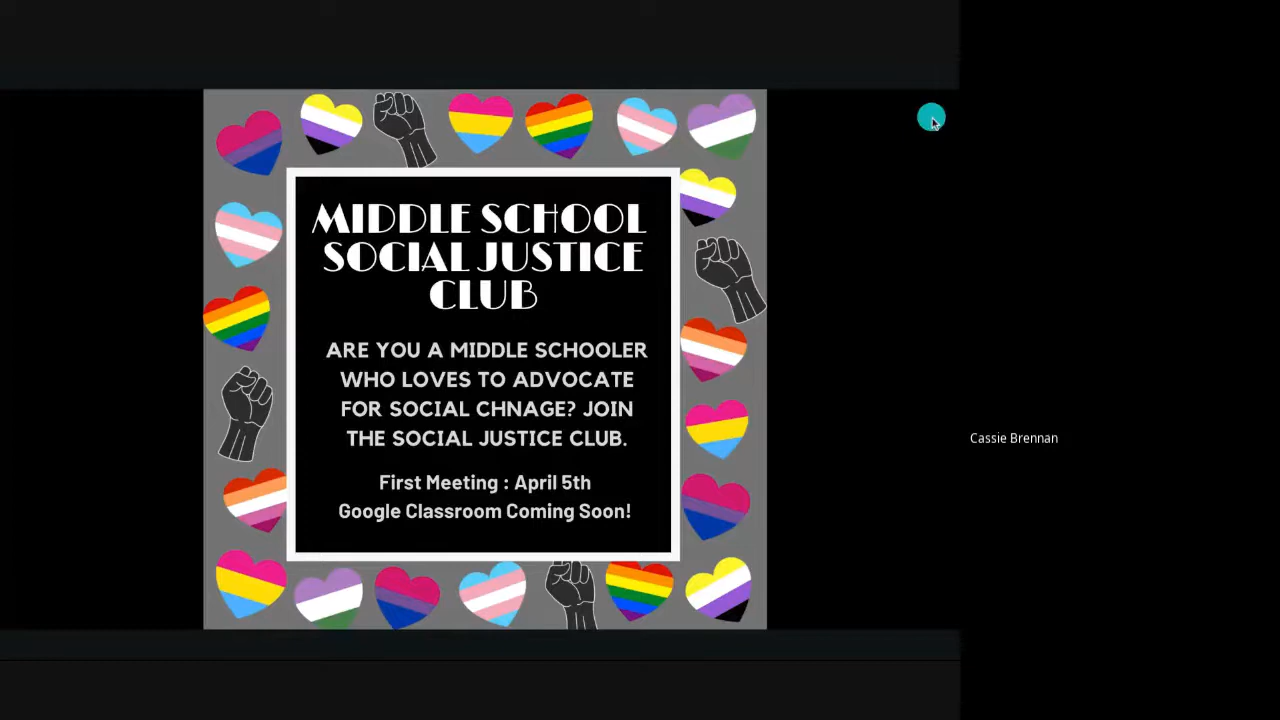 MIDDLE SCHOOL
SOCIAL JUSTICE
CLUB
ARE YOU A MIDDLE SCHOOLER
WHO LOVES TO ADVOCATE
FOR SOCIAL CHNAGE? JOIN
THE SOCIAL JUSTICE CLUB.
First Meeting : April 5th
Google Classroom Coming Soon!
Cassie Brennan